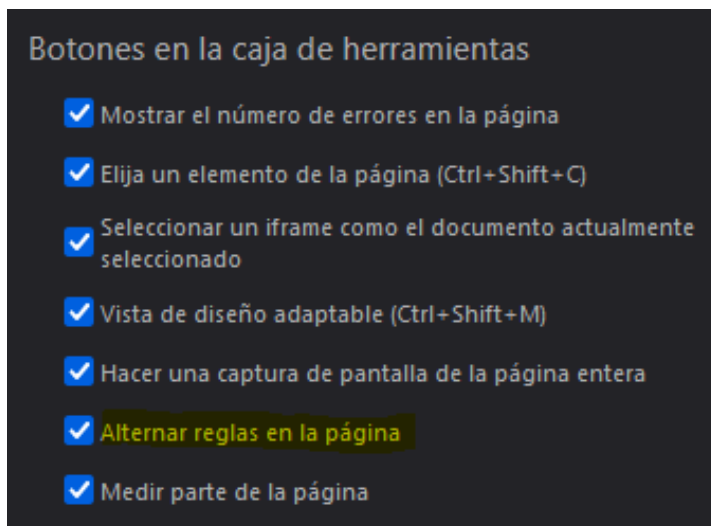 Botones en la caja de herramientas
Mostrar el número de errores en la página
Elija un elemento de la página (Ctrl+Shift+C)
Seleccionar un iframe como el documento actualmente
seleccionado
Vista de diseño adaptable (Ctrl+Shift+M)
Hacer una captura de pantalla de la página entera
Alternar reglas en la página
Medir parte de la página